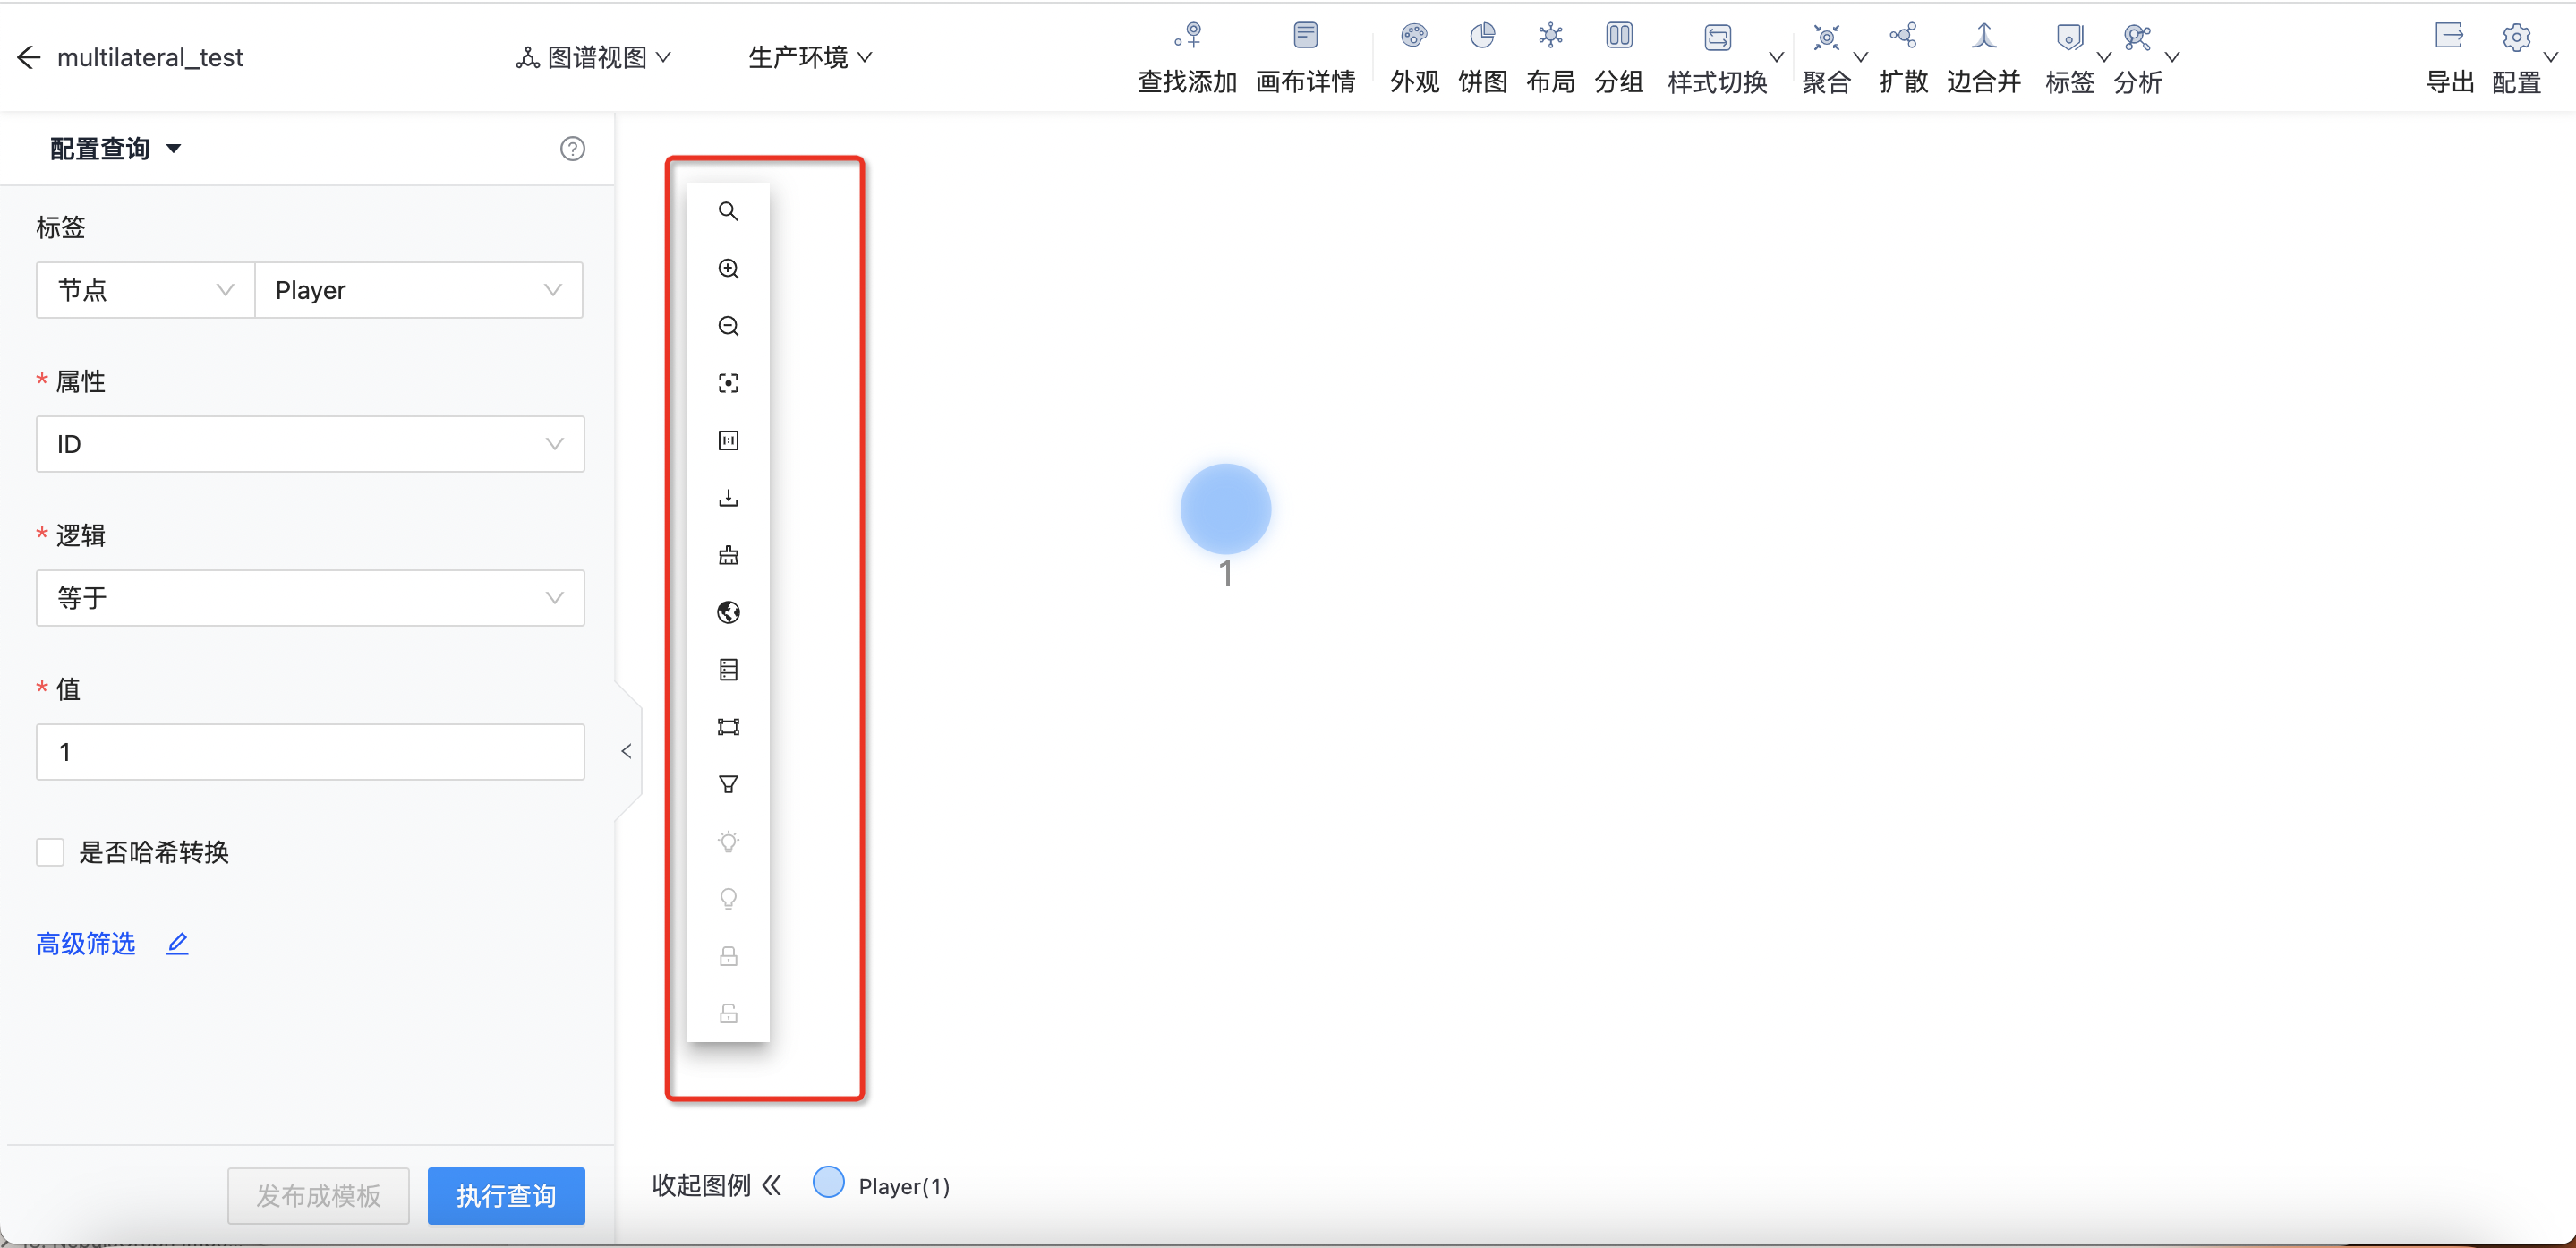 multilateral_test
图谱视图
生产环境
查找添加
画布详情
外观
饼图
布局
分组
样式切换
聚合
扩散
边合并
标签
分析
导出
配置
配置查询
标签
节点
Player
* 属性
ID
* 逻辑
等于
* 值
1
是否哈希转换
高级筛选
发布成模板
执行查询
1
收起图例
Player(1)